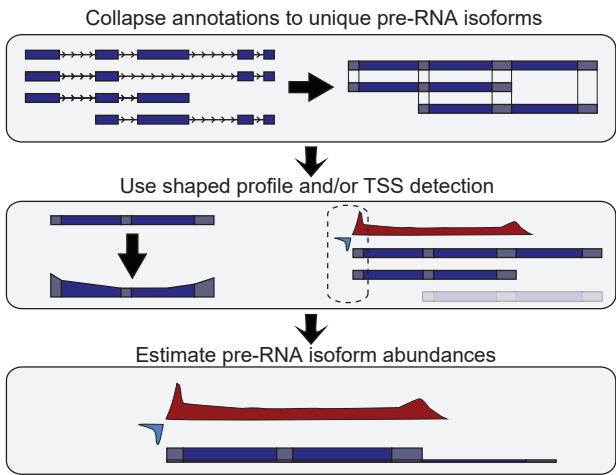 Collapse annotations to unique pre-RNA isoforms
Use shaped profile and/or TSS detection
Estimate pre-RNA isoform abundances